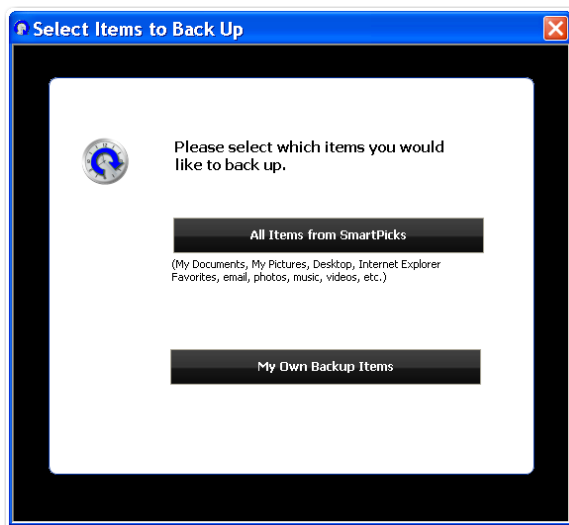 Select Items to Back Up
Please select which items you would
like to back up.
All Items from SmartPicks
(My Documents, My Pictures, Desktop, Internet Explorer
Favorites, email, photos, music, videos, etc.)
My Own Backup Items